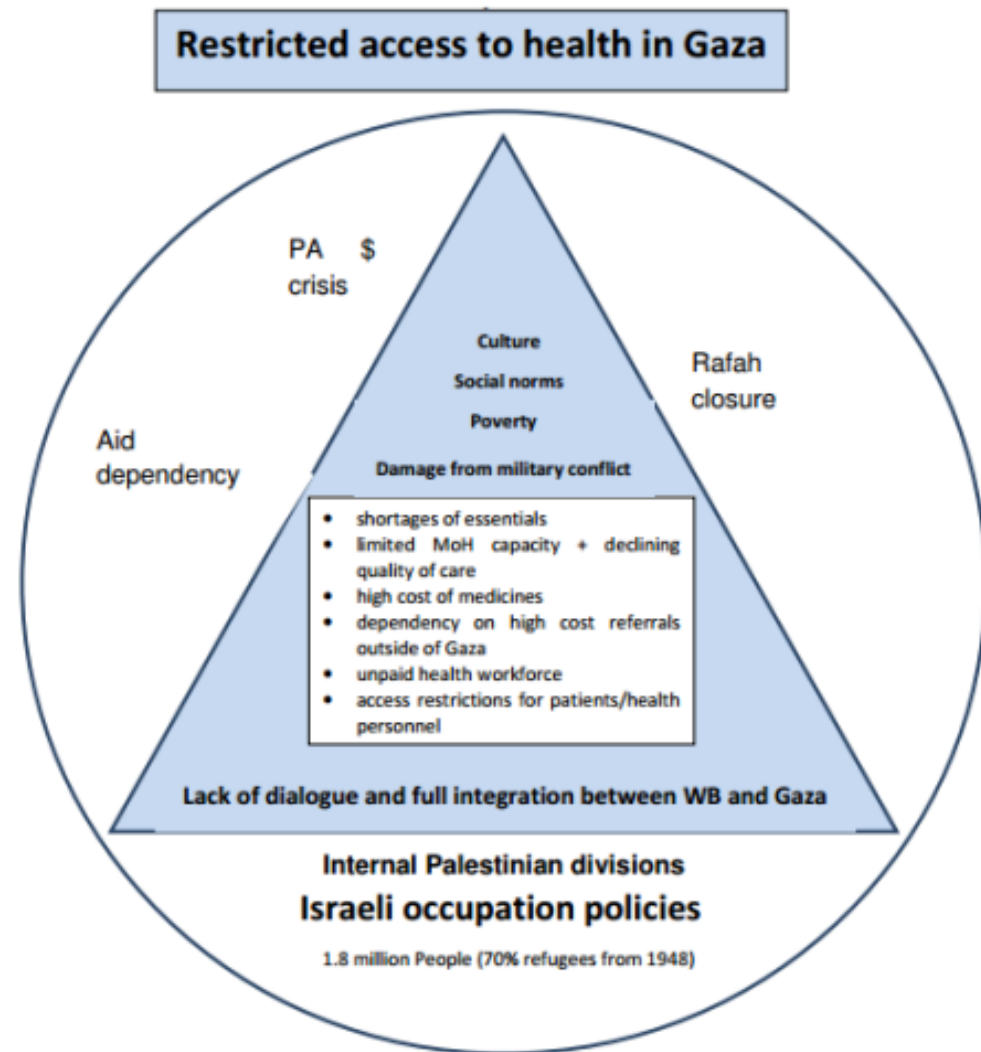 Restricted access to health in Gaza
PA $
crisis
Rafah
closure
Aid
dependency
Culture
Social norms
Poverty
Damage from military conflict
• shortages of essentials
• limited MoH capacity + declining
quality of care
• high cost of medicines
• dependency on high cost referrals
outside of Gaza
• unpaid health workforce
• access restrictions for patients/health
personnel
Lack of dialogue and full integration between WB and Gaza
Internal Palestinian divisions
Israeli occupation policies
1.8 million People (70% refugees from 1948)